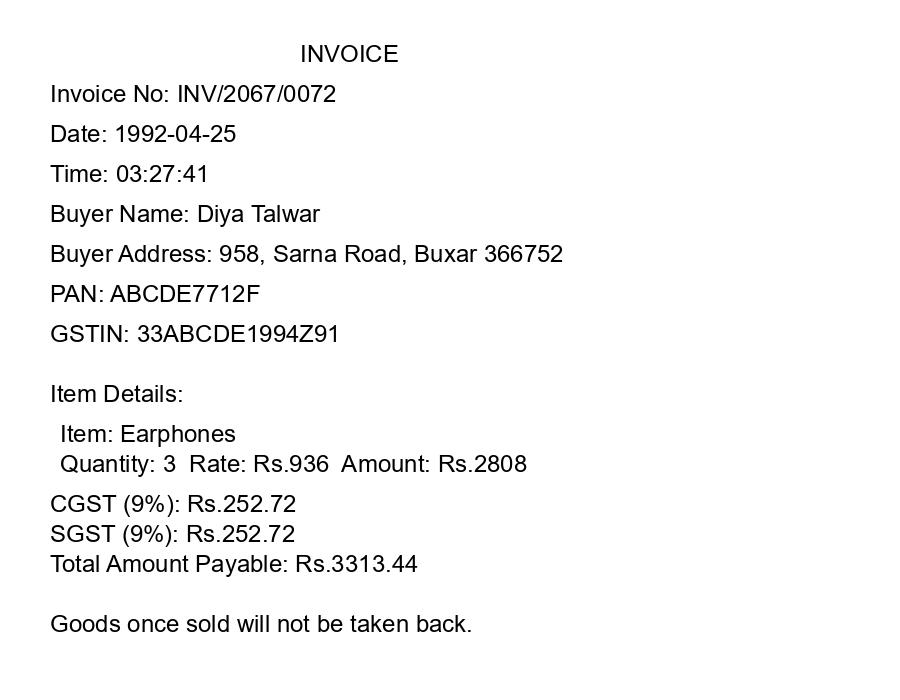 INVOICE
Invoice No: INV/2067/0072
Date: 1992-04-25
Time: 03:27:41
Buyer Name: Diya Talwar
Buyer Address: 958, Sarna Road, Buxar 366752
PAN: ABCDE7712F
GSTIN: 33ABCDE1994Z91
Item Details:
Item: Earphones
Quantity: 3  Rate: Rs.936  Amount: Rs.2808
CGST (9%): Rs.252.72
SGST (9%): Rs.252.72
Total Amount Payable: Rs.3313.44
Goods once sold will not be taken back.